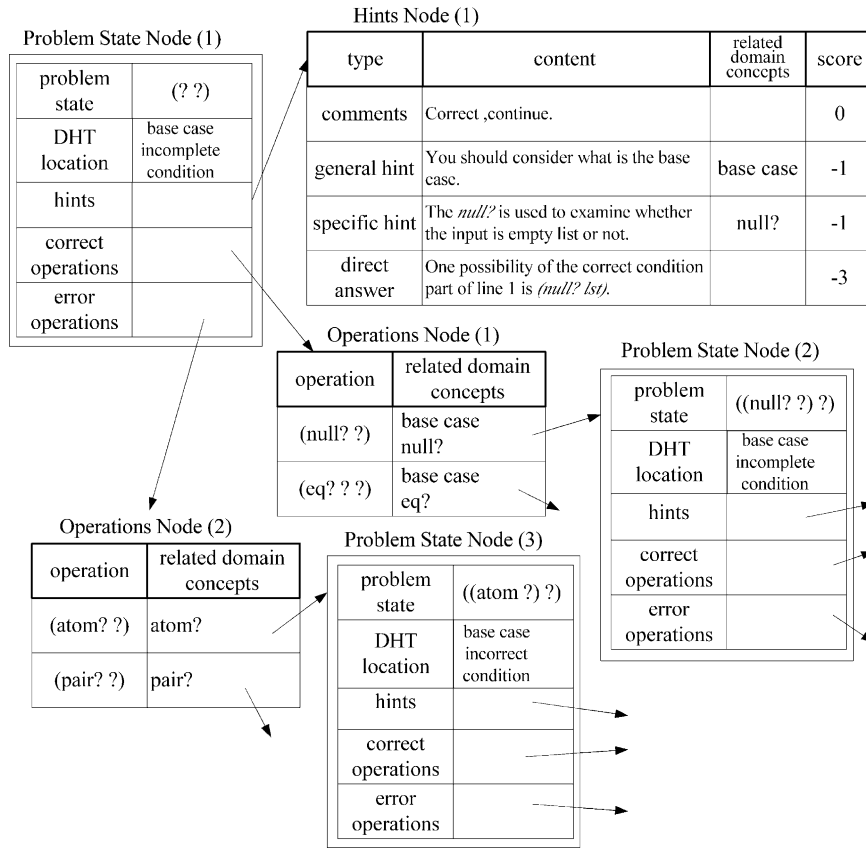 Hints Node (1)
Problem State Node (1)
type content related domain concepts score
comments Correct ,continue. 0
general hint You should consider what is the base
case. base case -1
specific hint The null? is used to examine whether
the input is empty list or not. null? -1
direct
answer One possibility of the correct condition
part of line 1 is (null? lst). -3
problem
state (? ?)
DHT
location base case
incomplete
condition
hints
correct
operations
error
operations
Operations Node (1)
operation related domain
concepts
(null? ?) base case
null?
(eq? ? ?) base case
eq?
Problem State Node (2)
problem
state ((null? ?) ?)
DHT
location base case
incomplete
condition
hints
correct
operations
error
operations
Operations Node (2)
operation related domain
concepts
(atom? ?) atom?
(pair? ?) pair?
Problem State Node (3)
problem
state ((atom ?) ?)
DHT
location base case
incorrect
condition
hints
correct
operations
error
operations